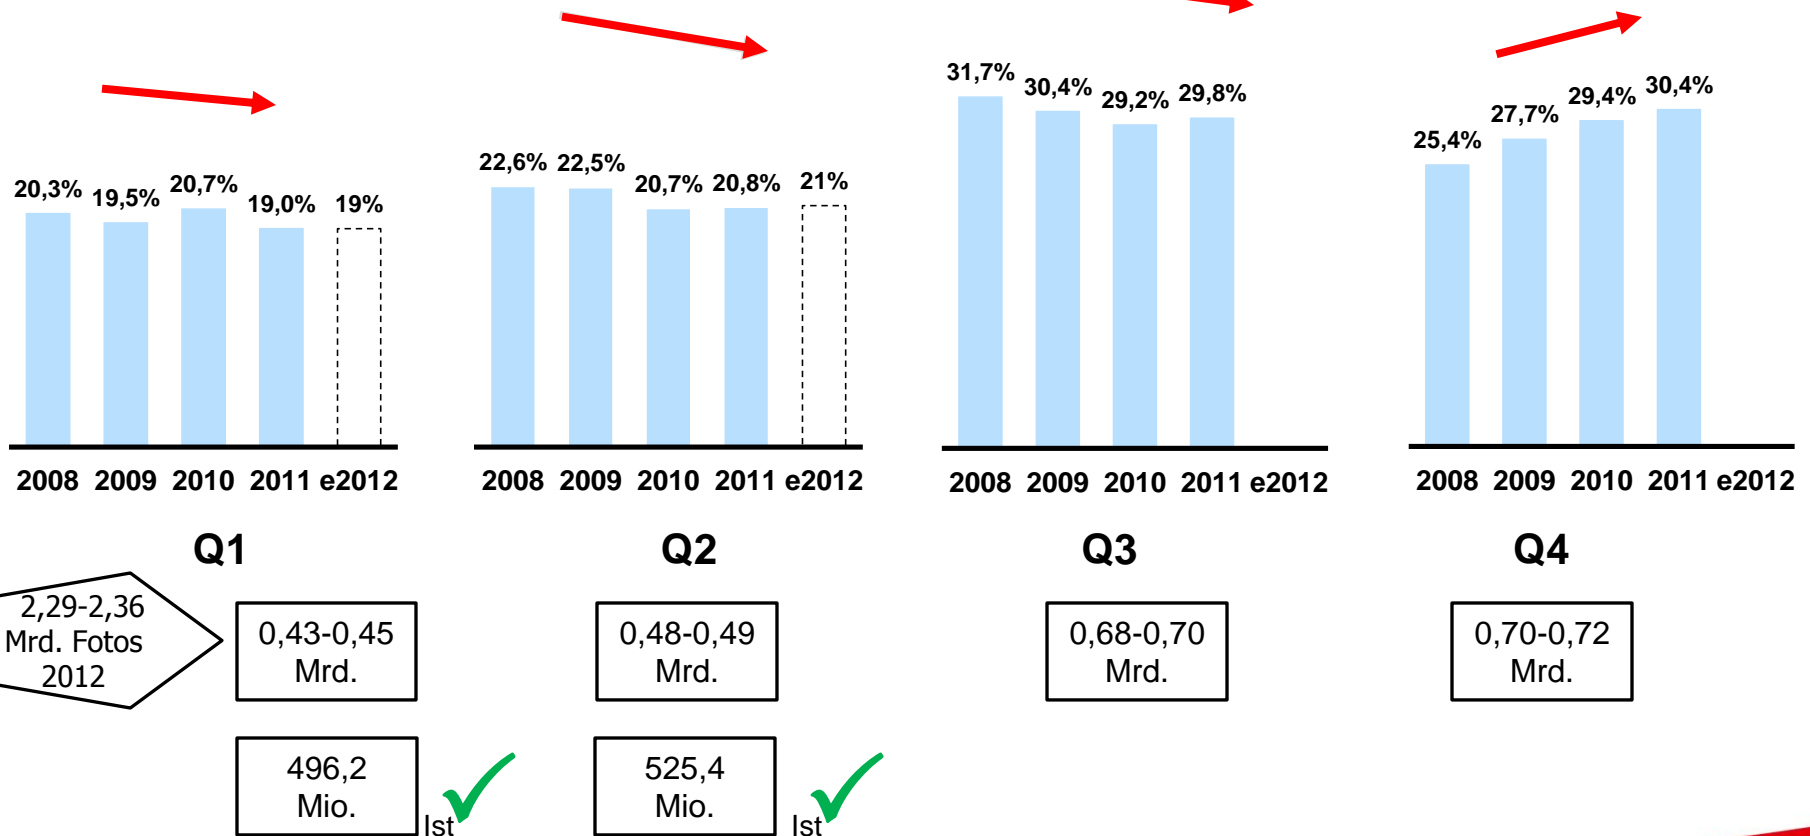 20,3%
19,5%
20,7%
19,0%
19%
2008 2009 2010 2011 e2012
Q1
22,6%
22,5%
20,7%
20,8%
21%
2008 2009 2010 2011 e2012
Q2
31,7%
30,4%
29,2%
29,8%
2008 2009 2010 2011 e2012
Q3
25,4%
27,7%
29,4%
30,4%
2008 2009 2010 2011 e2012
Q4
2,29-2,36
Mrd. Fotos
2012
0,43-0,45
Mrd.
0,48-0,49
Mrd.
0,68-0,70
Mrd.
0,70-0,72
Mrd.
496,2
Mio.
Ist
525,4
Mio.
Ist